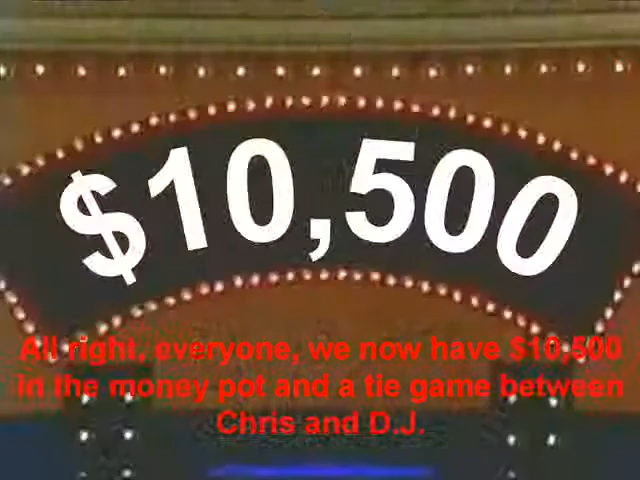 $10,500
All right, everyone, we now have $10,500
in the money pot and a tie game between
Chris and D.J.